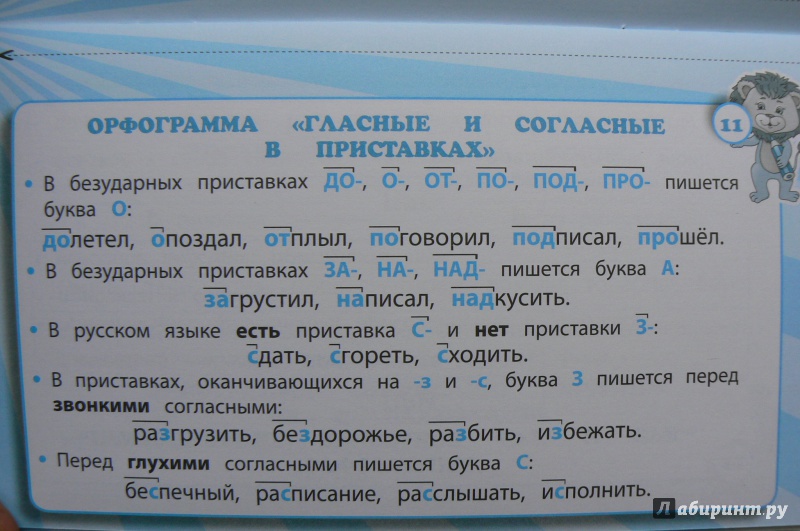 ОРФОГРАММА «ГЛАСНЫЕ И СОГЛАСНЫЕ
В ПРИСТАВКАХ»
11
• В безударных приставках ДО-, О-, ОТ-, ПО-, ПОД-, ПРО- пишется
буква О:
долетел, опоздал, отплыл, поговорил, подписал, прошёл.
• В безударных приставках ЗА-, НА-, НАД- пишется буква А:
загрустил, написал, надкусить.
• В русском языке есть приставка С- и нет приставки З-:
сдать, сгореть, сходить.
• В приставках, оканчивающихся на -з и -с, буква З пишется перед
звонкими согласными:
разгрузить, бездорожье, разбить, избежать.
• Перед глухими согласными пишется буква С:
беспечный, расписание, расслышать, исполнить.
Лабиринт.ру